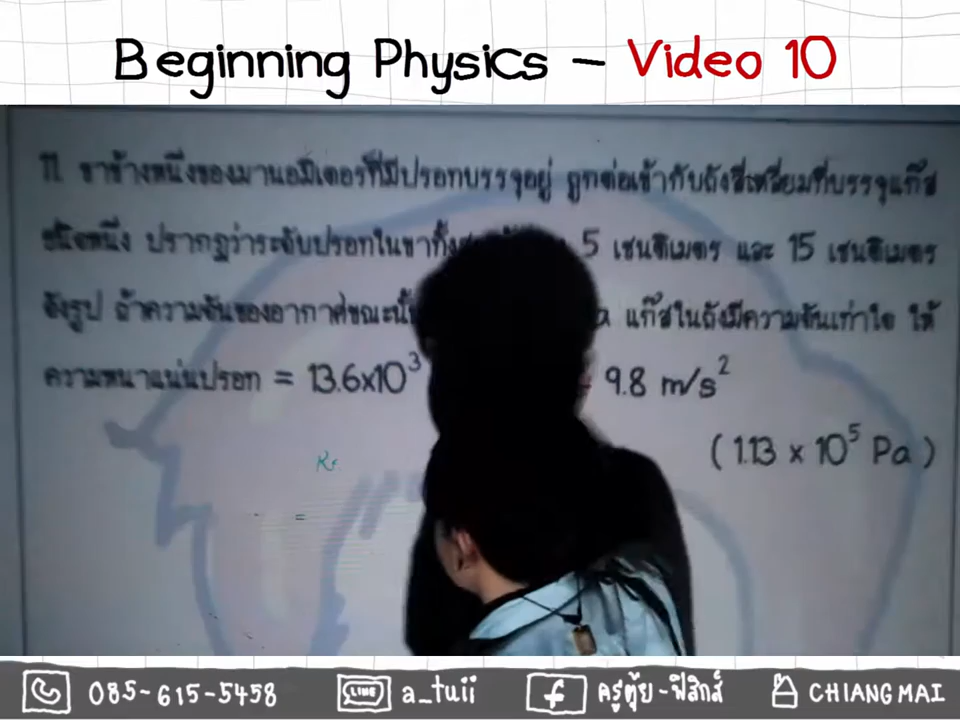 Beginning Physics – Video 10
11. ขาข้างหนึ่งของมานอมิเตอร์ที่มีปรอทบรรจุอยู่ ถูกต่อเข้ากับถังสี่เหลี่ยมที่บรรจุแก๊ส
ชนิดหนึ่ง ปรากฏว่าระดับปรอทในขาทั้ง 5 เซนติเมตร และ 15 เซนติเมตร
ดังรูป ถ้าความดันของอากาศขณะนั้น a แก๊สในถังมีความดันเท่าใด ให้
ความหนาแน่นปรอท = 13.6x10³ 9.8 m/s²
( 1.13 x 10⁵ Pa )
=
085-615-5458 LINE a_tuii f ครูตุ้ย-ฟิสิกส์ CHIANG MAI